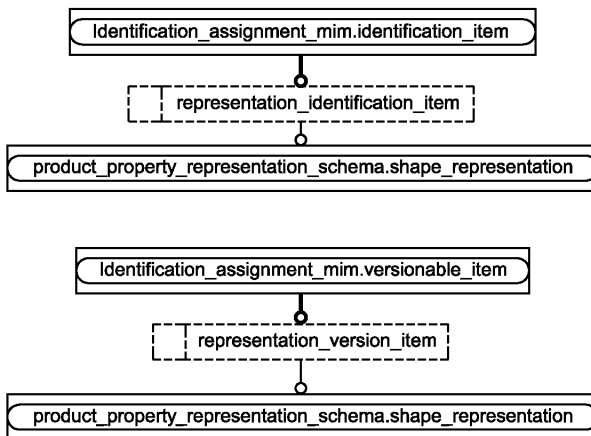 Identification_assignment_mim.identification_item
representation_identification_item
product_property_representation_schema.shape_representation
Identification_assignment_mim.versionable_item
representation_version_item
product_property_representation_schema.shape_representation